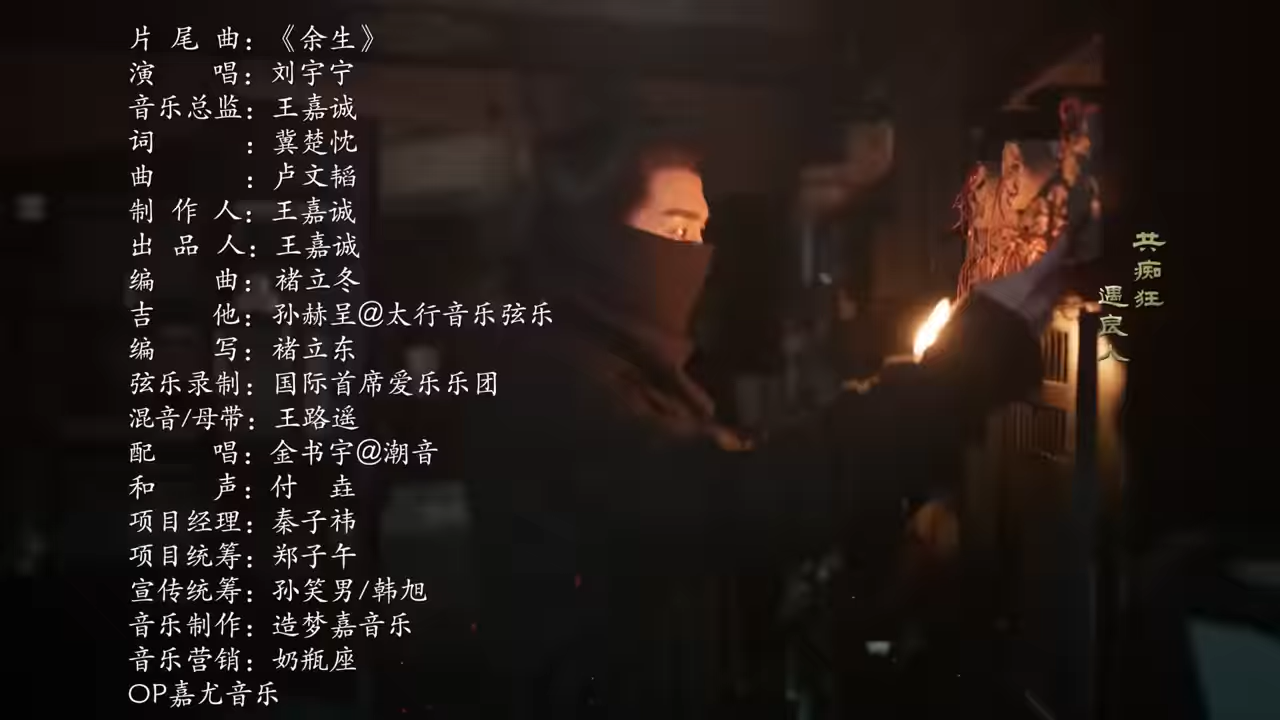 片尾曲：《余生》
演唱：刘宇宁
音乐总监：王嘉诚
词：冀楚忱
曲：卢文韬
制作人：王嘉诚
出品人：王嘉诚
编曲：褚立冬
吉他：孙赫呈@太行音乐弦乐
编写：褚立东
弦乐录制：国际首席爱乐乐团
混音/母带：王路遥
配唱：金书宇@潮音
和声：付垚
项目经理：秦子祎
项目统筹：郑子午
宣传统筹：孙笑男/韩旭
音乐制作：造梦嘉音乐
音乐营销：奶瓶座
OP嘉尤音乐
共痴狂
遇良人